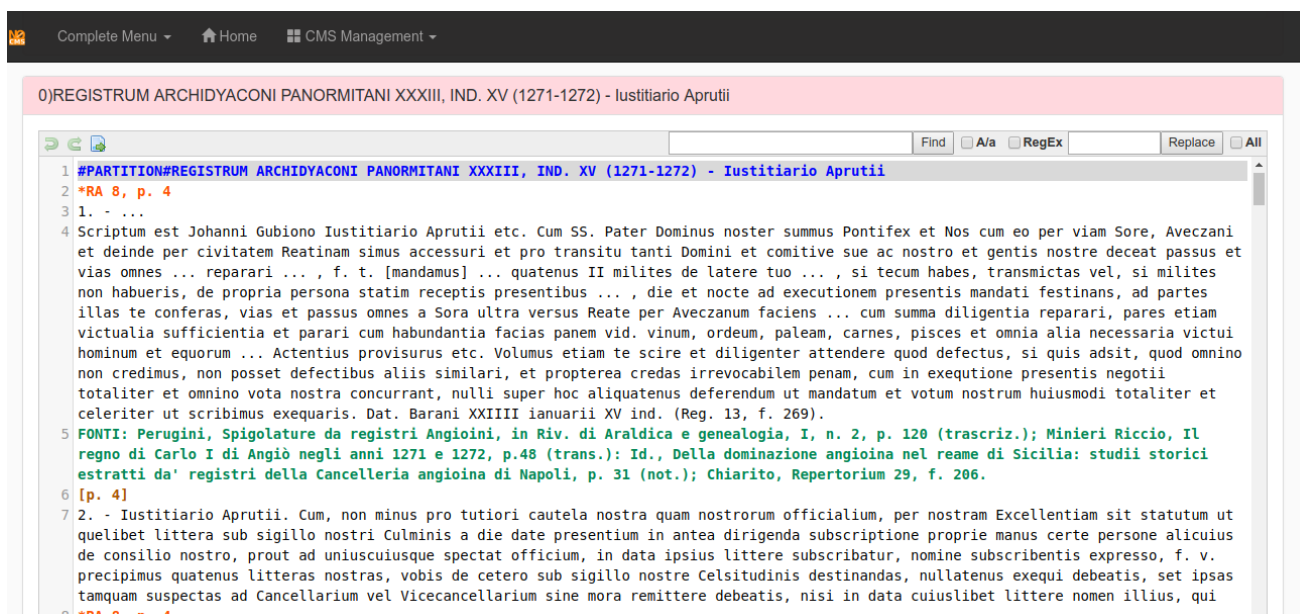 N2 CMS Complete Menu Home CMS Management
0)REGISTRUM ARCHIDYACONI PANORMITANI XXXIII, IND. XV (1271-1272) - Iustitiario Aprutii
Find A/a RegEx Replace All
1 #PARTITION#REGISTRUM ARCHIDYACONI PANORMITANI XXXIII, IND. XV (1271-1272) - Iustitiario Aprutii
2 *RA 8, p. 4
3 1. - ...
4 Scriptum est Johanni Gubiono Iustitiario Aprutii etc. Cum SS. Pater Dominus noster summus Pontifex et Nos cum eo per viam Sore, Aveczani
et deinde per civitatem Reatinam simus accessuri et pro transitu tanti Domini et comitive sue ac nostro et gentis nostre deceat passus et
vias omnes ... reparari ... , f. t. [mandamus] ... quatenus II milites de latere tuo ... , si tecum habes, transmictas vel, si milites
non habueris, de propria persona statim receptis presentibus ... , die et nocte ad executionem presentis mandati festinans, ad partes
illas te conferas, vias et passus omnes a Sora ultra versus Reate per Aveczanum faciens ... cum summa diligentia reparari, pares etiam
victualia sufficientia et parari cum habundantia facias panem vid. vinum, ordeum, paleam, carnes, pisces et omnia alia necessaria victui
hominum et equorum ... Actentius provisurus etc. Volumus etiam te scire et diligenter attendere quod defectus, si quis adsit, quod omnino
non credimus, non posset defectibus aliis similari, et propterea credas irrevocabilem penam, cum in exequtione presentis negotii
totaliter et omnino vota nostra concurrant, nulli super hoc aliquatenus deferendum ut mandatum et votum nostrum huiusmodi totaliter et
celeriter ut scribimus exequaris. Dat. Barani XXIIII ianuarii XV ind. (Reg. 13, f. 269).
5 FONTI: Perugini, Spigolature da registri Angioini, in Riv. di Araldica e genealogia, I, n. 2, p. 120 (trascriz.); Minieri Riccio, Il
regno di Carlo I di Angiò negli anni 1271 e 1272, p.48 (trans.): Id., Della dominazione angioina nel reame di Sicilia: studii storici
estratti da' registri della Cancelleria angioina di Napoli, p. 31 (not.); Chiarito, Repertorium 29, f. 206.
6 [p. 4]
7 2. - Iustitiario Aprutii. Cum, non minus pro tutiori cautela nostra quam nostrorum officialium, per nostram Excellentiam sit statutum ut
quelibet littera sub sigillo nostri Culminis a die date presentium in antea dirigenda subscriptione proprie manus certe persone alicuius
de consilio nostro, prout ad uniuscuiusque spectat officium, in data ipsius littere subscribatur, nomine subscribentis expresso, f. v.
precipimus quatenus litteras nostras, vobis de cetero sub sigillo nostre Celsitudinis destinandas, nullatenus exequi debeatis, set ipsas
tamquam suspectas ad Cancellarium vel Vicecancellarium sine mora remittere debeatis, nisi in data cuiuslibet littere nomen illius, qui